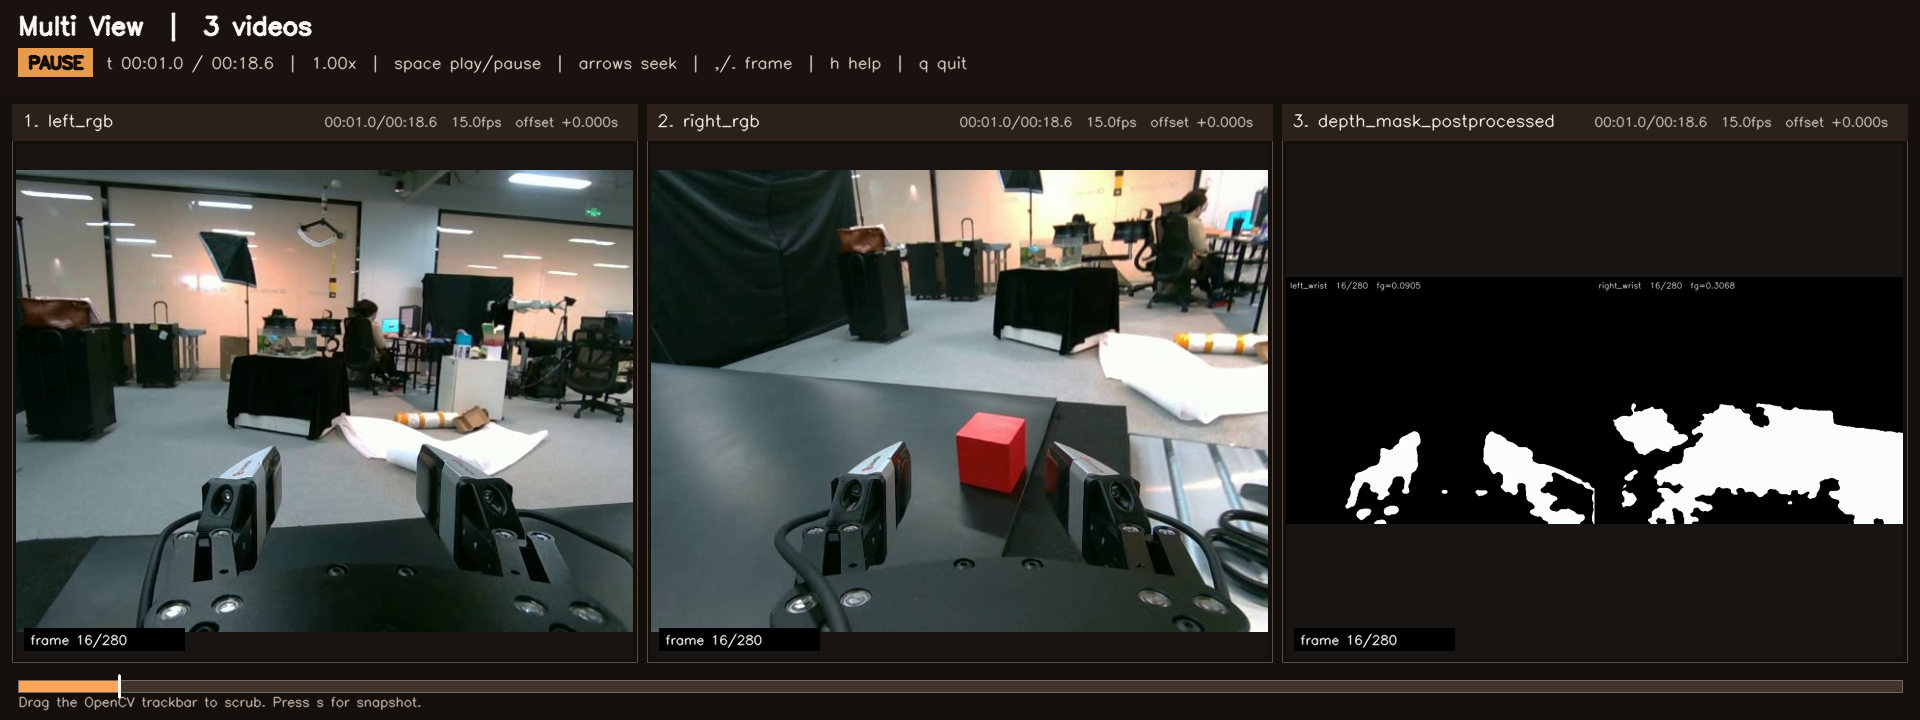 Multi View | 3 videos
PAUSE t 00:01.0 / 00:18.6 | 1.00x | space play/pause | arrows seek | ,/. frame | h help | q quit
1. left_rgb 00:01.0/00:18.6 15.0fps offset +0.000s
2. right_rgb 00:01.0/00:18.6 15.0fps offset +0.000s
3. depth_mask_postprocessed 00:01.0/00:18.6 15.0fps offset +0.000s
left_wrist 16/280 fg=0.0905
right_wrist 16/280 fg=0.3068
frame 16/280
frame 16/280
frame 16/280
Drag the OpenCV trackbar to scrub. Press s for snapshot.